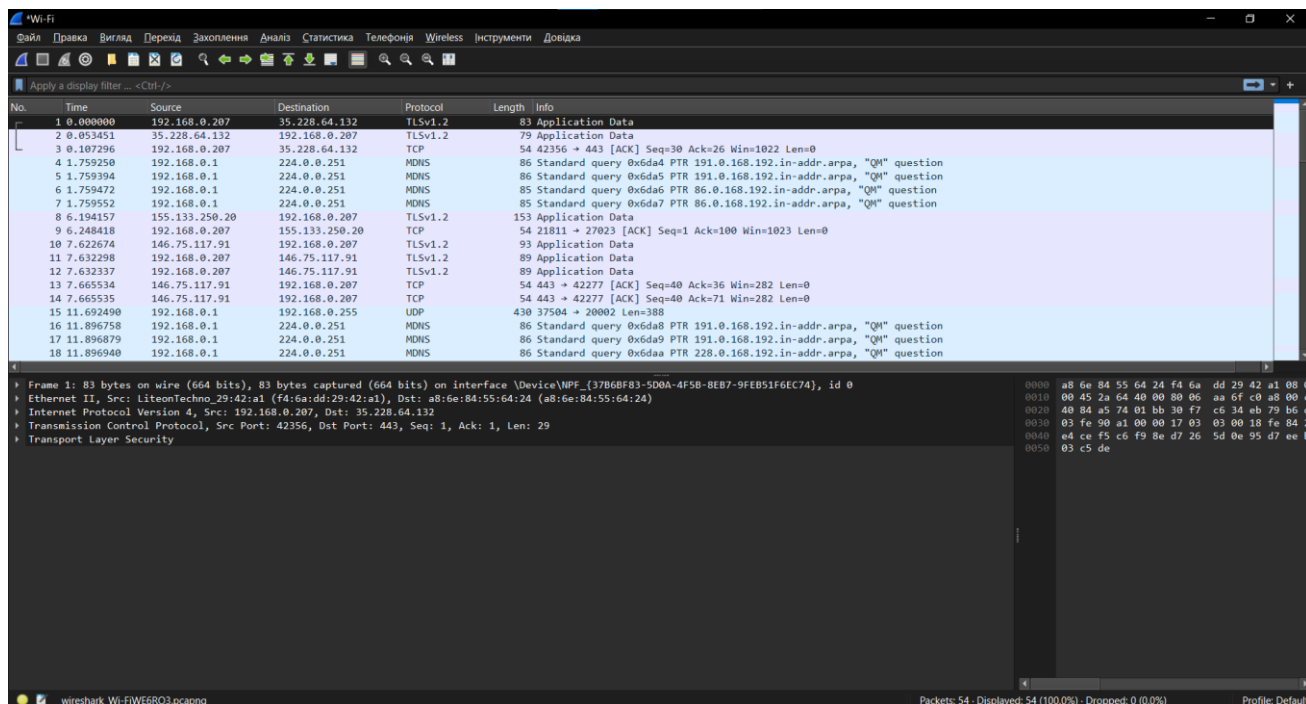 *Wi-Fi
Файл Правка Вигляд Перехід Захоплення Аналіз Статистика Телефонія Wireless Інструменти Довідка
Apply a display filter ... <Ctrl-/>
No. Time Source Destination Protocol Length Info
1 0.000000 192.168.0.207 35.228.64.132 TLSv1.2 83 Application Data
2 0.053451 35.228.64.132 192.168.0.207 TLSv1.2 79 Application Data
3 0.107296 192.168.0.207 35.228.64.132 TCP 54 42356 → 443 [ACK] Seq=30 Ack=26 Win=1022 Len=0
4 1.759250 192.168.0.1 224.0.0.251 MDNS 86 Standard query 0x6da4 PTR 191.0.168.192.in-addr.arpa, "QM" question
5 1.759394 192.168.0.1 224.0.0.251 MDNS 86 Standard query 0x6da5 PTR 191.0.168.192.in-addr.arpa, "QM" question
6 1.759472 192.168.0.1 224.0.0.251 MDNS 85 Standard query 0x6da6 PTR 86.0.168.192.in-addr.arpa, "QM" question
7 1.759552 192.168.0.1 224.0.0.251 MDNS 85 Standard query 0x6da7 PTR 86.0.168.192.in-addr.arpa, "QM" question
8 6.194157 155.133.250.20 192.168.0.207 TLSv1.2 153 Application Data
9 6.248418 192.168.0.207 155.133.250.20 TCP 54 21811 → 27023 [ACK] Seq=1 Ack=100 Win=1023 Len=0
10 7.622674 146.75.117.91 192.168.0.207 TLSv1.2 93 Application Data
11 7.632298 192.168.0.207 146.75.117.91 TLSv1.2 89 Application Data
12 7.632337 192.168.0.207 146.75.117.91 TLSv1.2 89 Application Data
13 7.665534 146.75.117.91 192.168.0.207 TCP 54 443 → 42277 [ACK] Seq=40 Ack=36 Win=282 Len=0
14 7.665535 146.75.117.91 192.168.0.207 TCP 54 443 → 42277 [ACK] Seq=40 Ack=71 Win=282 Len=0
15 11.692490 192.168.0.1 192.168.0.255 UDP 430 37504 → 20002 Len=388
16 11.896758 192.168.0.1 224.0.0.251 MDNS 86 Standard query 0x6da8 PTR 191.0.168.192.in-addr.arpa, "QM" question
17 11.896879 192.168.0.1 224.0.0.251 MDNS 86 Standard query 0x6da9 PTR 191.0.168.192.in-addr.arpa, "QM" question
18 11.896940 192.168.0.1 224.0.0.251 MDNS 86 Standard query 0x6daa PTR 228.0.168.192.in-addr.arpa, "QM" question
Frame 1: 83 bytes on wire (664 bits), 83 bytes captured (664 bits) on interface \Device\NPF_{37B6BF83-5D0A-4F5B-8EB7-9FEB51F6EC74}, id 0
Ethernet II, Src: LiteonTechno_29:42:a1 (f4:6a:dd:29:42:a1), Dst: a8:6e:84:55:64:24 (a8:6e:84:55:64:24)
Internet Protocol Version 4, Src: 192.168.0.207, Dst: 35.228.64.132
Transmission Control Protocol, Src Port: 42356, Dst Port: 443, Seq: 1, Ack: 1, Len: 29
Transport Layer Security
0000 a8 6e 84 55 64 24 f4 6a dd 29 42 a1 08
0010 00 45 2a 64 40 00 80 06 aa 6f c0 a8 00
0020 40 84 a5 74 01 bb 30 f7 c6 34 eb 79 b6
0030 03 fe 90 a1 00 00 17 03 03 00 18 fe 84
0040 e4 ce f5 c6 f9 8e d7 26 5d 0e 95 d7 ee
0050 03 c5 de
wireshark_Wi-FiWE6RO3.pcapng
Packets: 54 · Displayed: 54 (100.0%) · Dropped: 0 (0.0%)
Profile: Default